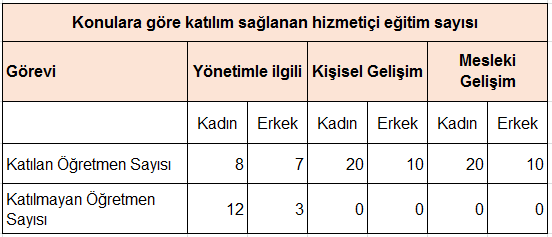 Konulara göre katılım sağlanan hizmetiçi eğitim sayısı
Görevi Yönetimle ilgili Kişisel Gelişim Mesleki Gelişim
Kadın Erkek Kadın Erkek Kadın Erkek
Katılan Öğretmen Sayısı 8 7 20 10 20 10
Katılmayan Öğretmen Sayısı 12 3 0 0 0 0